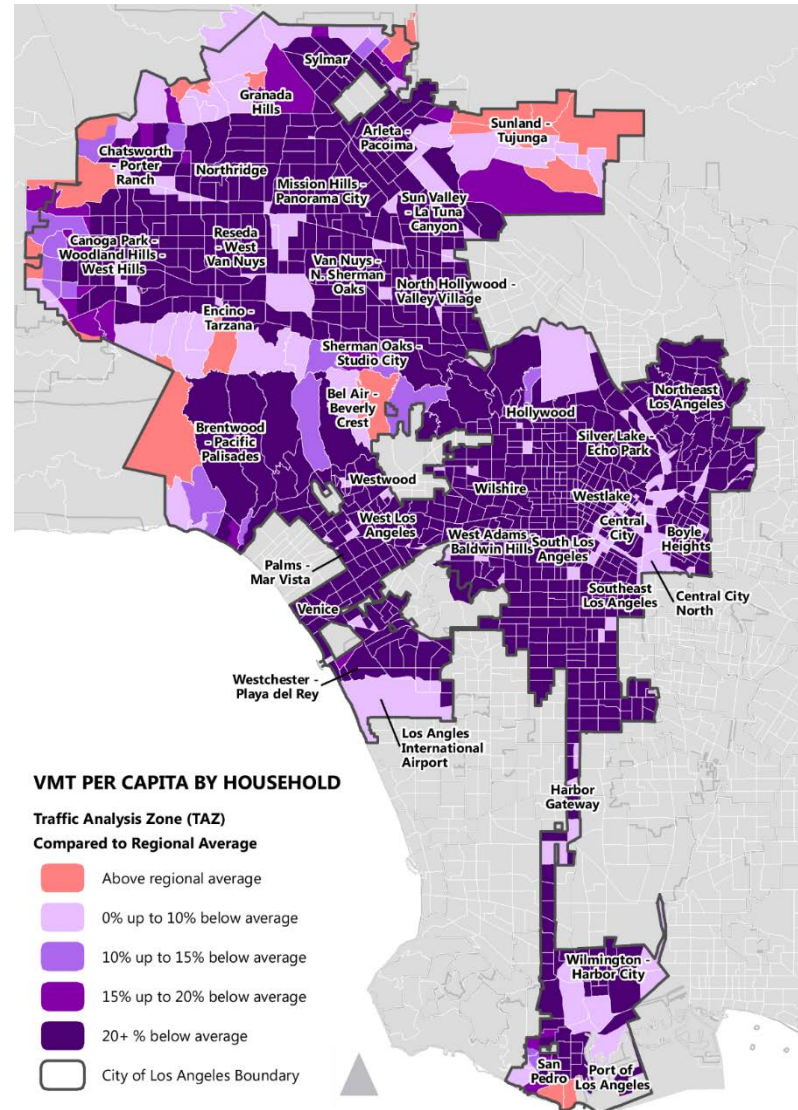 Sylmar
Granada
Hills
Arleta -
Pacoima
Sunland -
Tujunga
Chatsworth
- Porter
Ranch
Northridge
Mission Hills -
Panorama City
Sun Valley
- La Tuna
Canyon
Canoga Park -
Woodland Hills -
West Hills
Reseda -
West
Van Nuys
Van Nuys -
N. Sherman
Oaks
North Hollywood -
Valley Village
Encino -
Tarzana
Sherman Oaks -
Studio City
Bel Air -
Beverly
Crest
Hollywood
Northeast
Los Angeles
Brentwood
- Pacific
Palisades
Silver Lake -
Echo Park
Westwood
Wilshire
Westlake
West Los
Angeles
Central
City
West Adams -
Baldwin Hills
South Los
Angeles
Boyle
Heights
Palms -
Mar Vista
Southeast
Los Angeles
Central City
North
Venice
Westchester -
Playa del Rey
Los Angles
International
Airport
Harbor
Gateway
Wilmington -
Harbor City
San
Pedro
Port of
Los Angeles
VMT PER CAPITA BY HOUSEHOLD
Traffic Analysis Zone (TAZ)
Compared to Regional Average
Above regional average
0% up to 10% below average
10% up to 15% below average
15% up to 20% below average
20+ % below average
City of Los Angeles Boundary